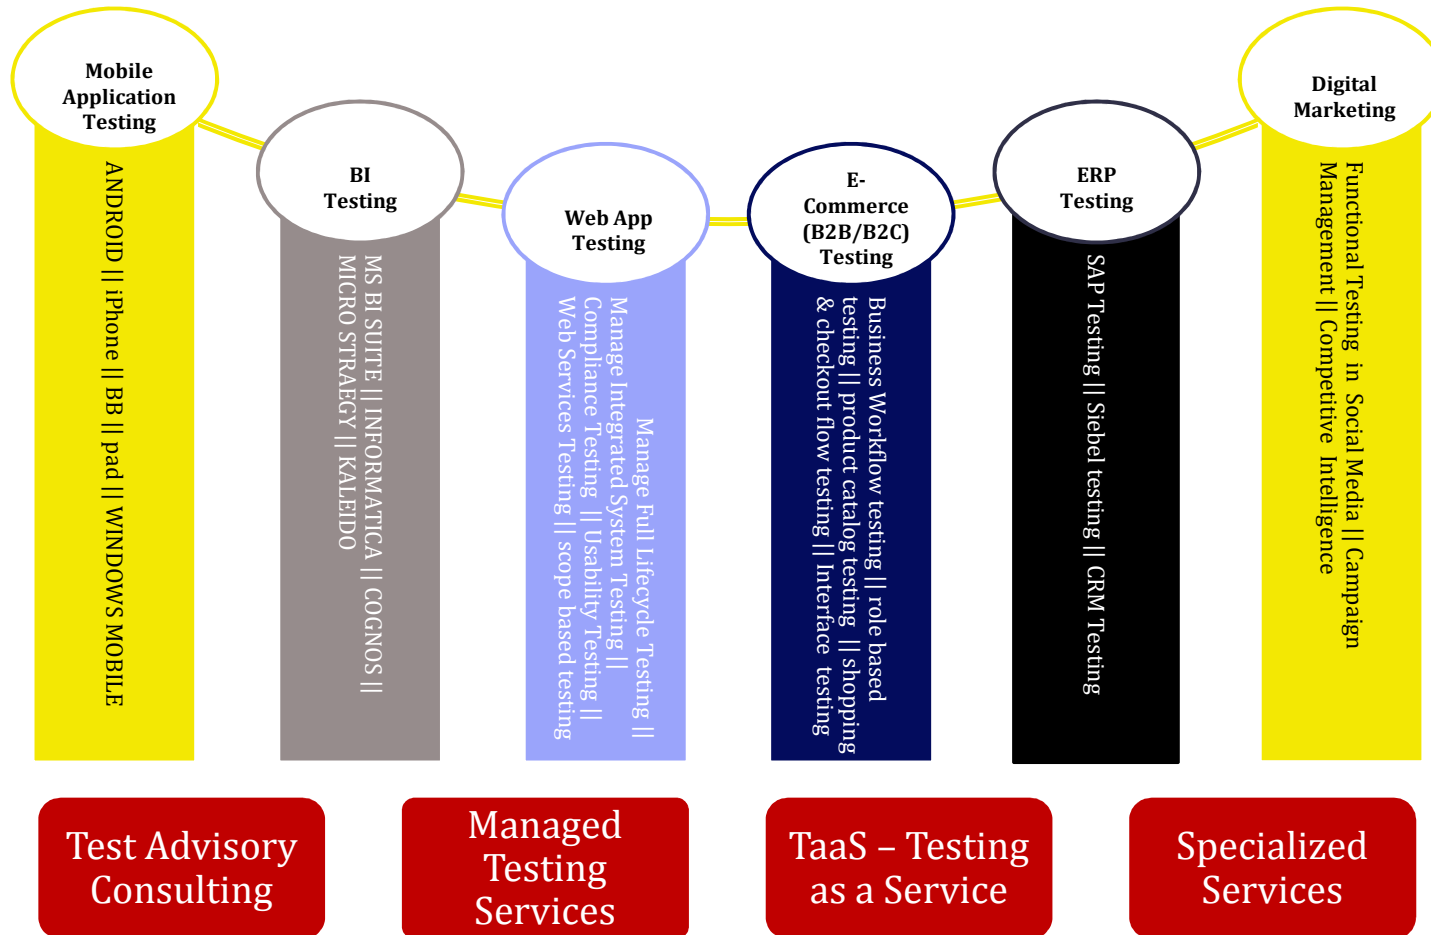 Mobile
Application
Testing
ANDROID || iPhone || BB || pad || WINDOWS MOBILE
BI
Testing
MS BI SUITE || INFORMATICA || COGNOS ||
MICRO STRAEGY || KALEIDO
Web App
Testing
Manage Full Lifecycle Testing ||
Manage Integrated System Testing ||
Compliance Testing || Usability Testing ||
Web Services Testing || scope based testing
E-
Commerce
(B2B/B2C)
Testing
Business Workflow testing || role based
testing || product catalog testing || shopping
& checkout flow testing || Interface testing
ERP
Testing
SAP Testing || Siebel testing || CRM Testing
Digital
Marketing
Functional Testing in Social Media || Campaign
Management || Competitive Intelligence
Test Advisory
Consulting
Managed
Testing
Services
TaaS – Testing
as a Service
Specialized
Services